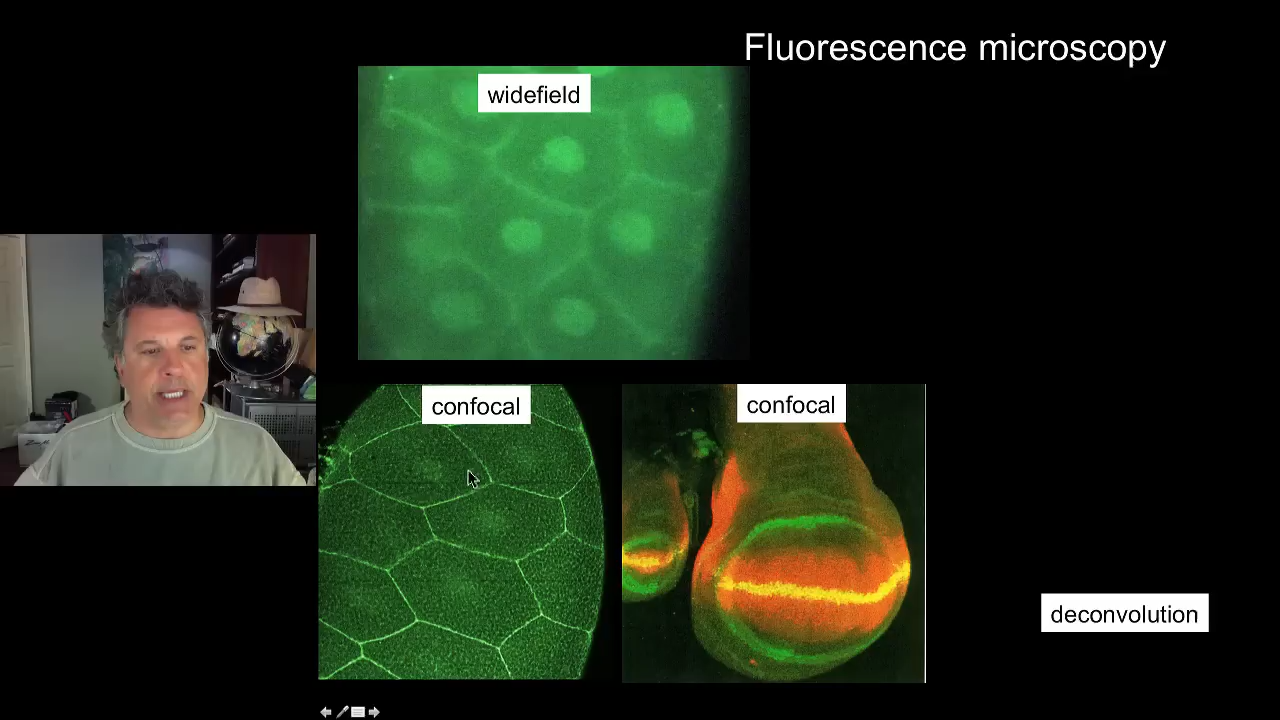 Fluorescence microscopy
widefield
confocal
confocal
deconvolution